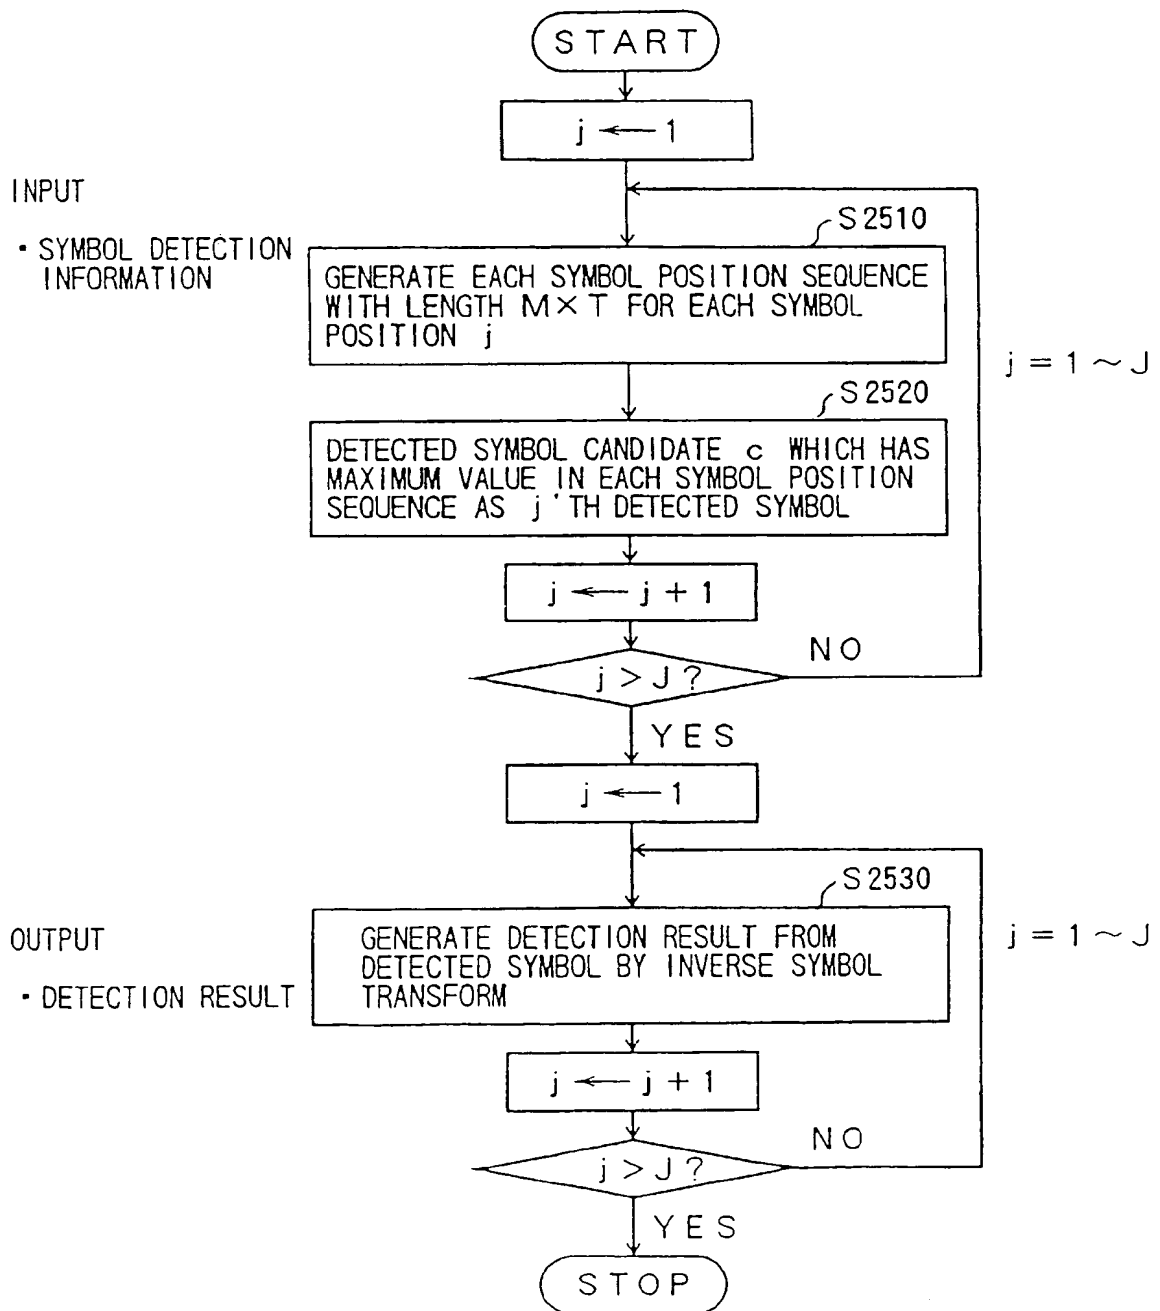 START
j ← 1
INPUT
• SYMBOL DETECTION
INFORMATION
S2510
GENERATE EACH SYMBOL POSITION SEQUENCE
WITH LENGTH M×T FOR EACH SYMBOL
POSITION j
j = 1 ~ J
S2520
DETECTED SYMBOL CANDIDATE c WHICH HAS
MAXIMUM VALUE IN EACH SYMBOL POSITION
SEQUENCE AS j'TH DETECTED SYMBOL
j ← j + 1
j > J ?
NO
YES
j ← 1
S2530
OUTPUT
• DETECTION RESULT
GENERATE DETECTION RESULT FROM
DETECTED SYMBOL BY INVERSE SYMBOL
TRANSFORM
j = 1 ~ J
j ← j + 1
j > J ?
NO
YES
STOP